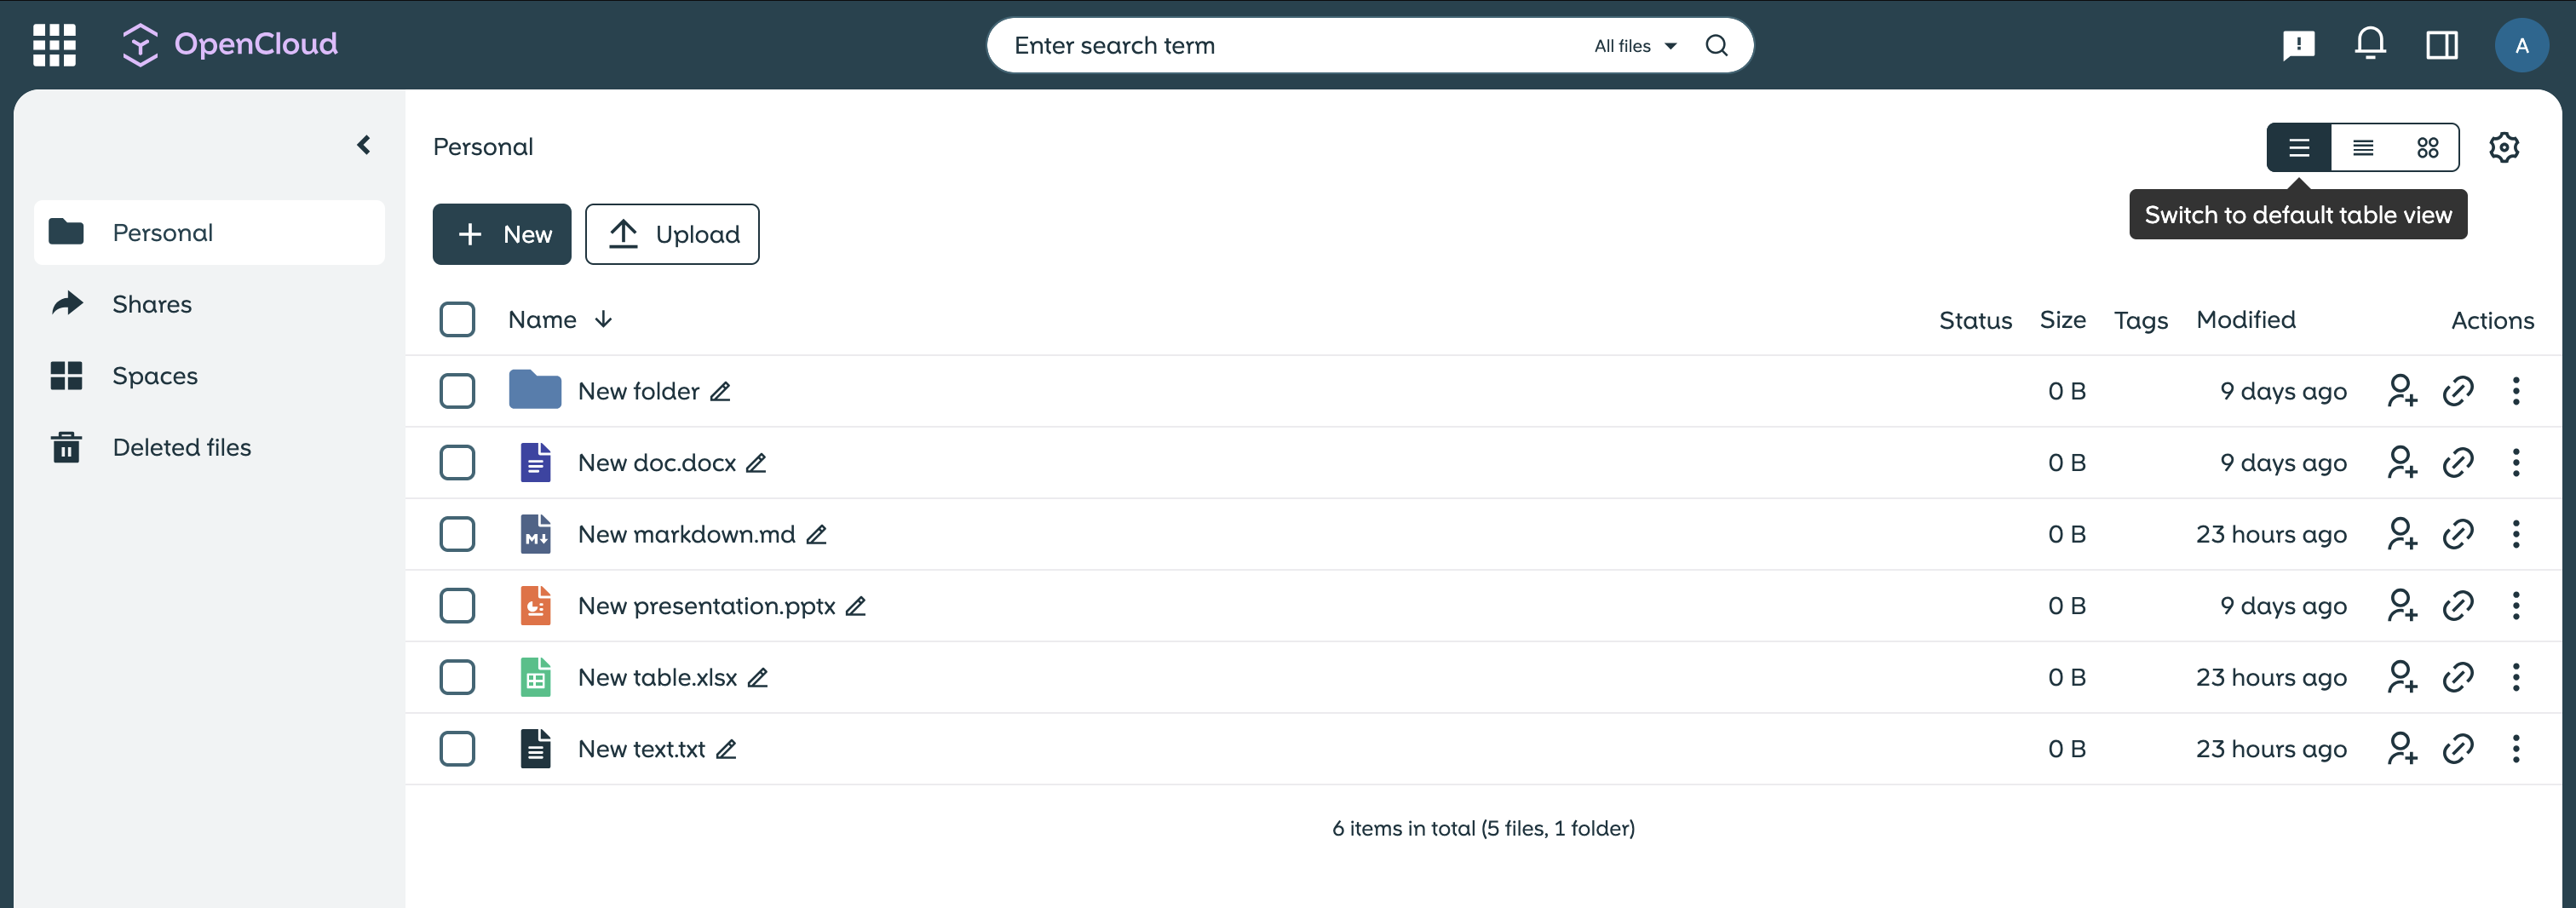 OpenCloud
Enter search term
All files
A
Personal
Switch to default table view
Personal
Shares
Spaces
Deleted files
New
Upload
Name Status Size Tags Modified Actions
New folder 0 B 9 days ago
New doc.docx 0 B 9 days ago
New markdown.md 0 B 23 hours ago
New presentation.pptx 0 B 9 days ago
New table.xlsx 0 B 23 hours ago
New text.txt 0 B 23 hours ago
6 items in total (5 files, 1 folder)